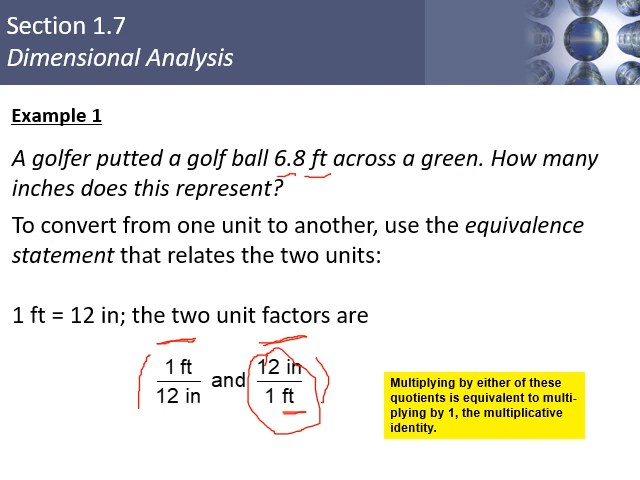 Section 1.7
Dimensional Analysis
Example 1
A golfer putted a golf ball 6.8 ft across a green. How many
inches does this represent?
To convert from one unit to another, use the equivalence
statement that relates the two units:
1 ft = 12 in; the two unit factors are
1 ft
12 in
and
12 in
1 ft
Multiplying by either of these
quotients is equivalent to multi-
plying by 1, the multiplicative
identity.